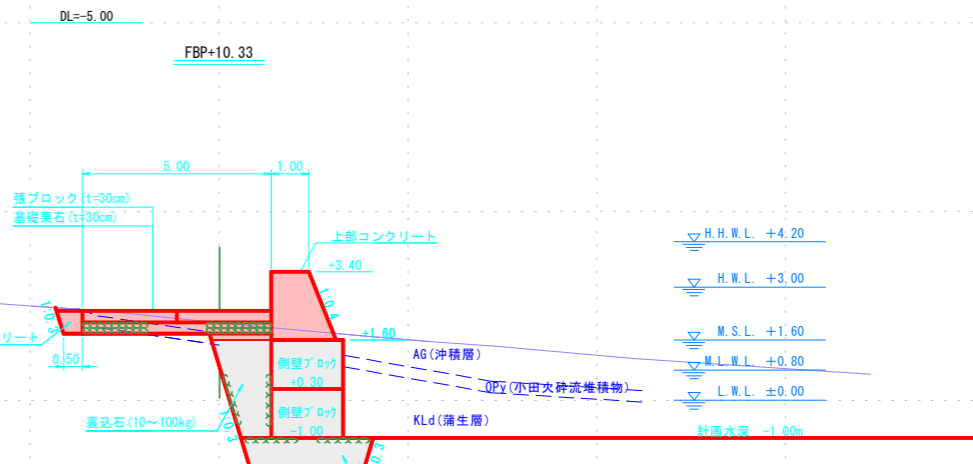 DL=-5.00
FBP+10.33
5.00
1.00
張ブロック(t=30cm)
基礎栗石(t=30cm)
上部コンクリート
+3.40
H.H.W.L. +4.20
H.W.L. +3.00
1:0.3
1:0.4
リート
+1.60
M.S.L. +1.60
0.50
AG(沖積層)
側壁ブロック
+0.30
M.L.W.L. +0.80
OPv(小田火砕流堆積物)
L.W.L. ±0.00
裏込石(10～100kg)
側壁ブロック
-1.00
KLd(蒲生層)
計画水深 -1.00m